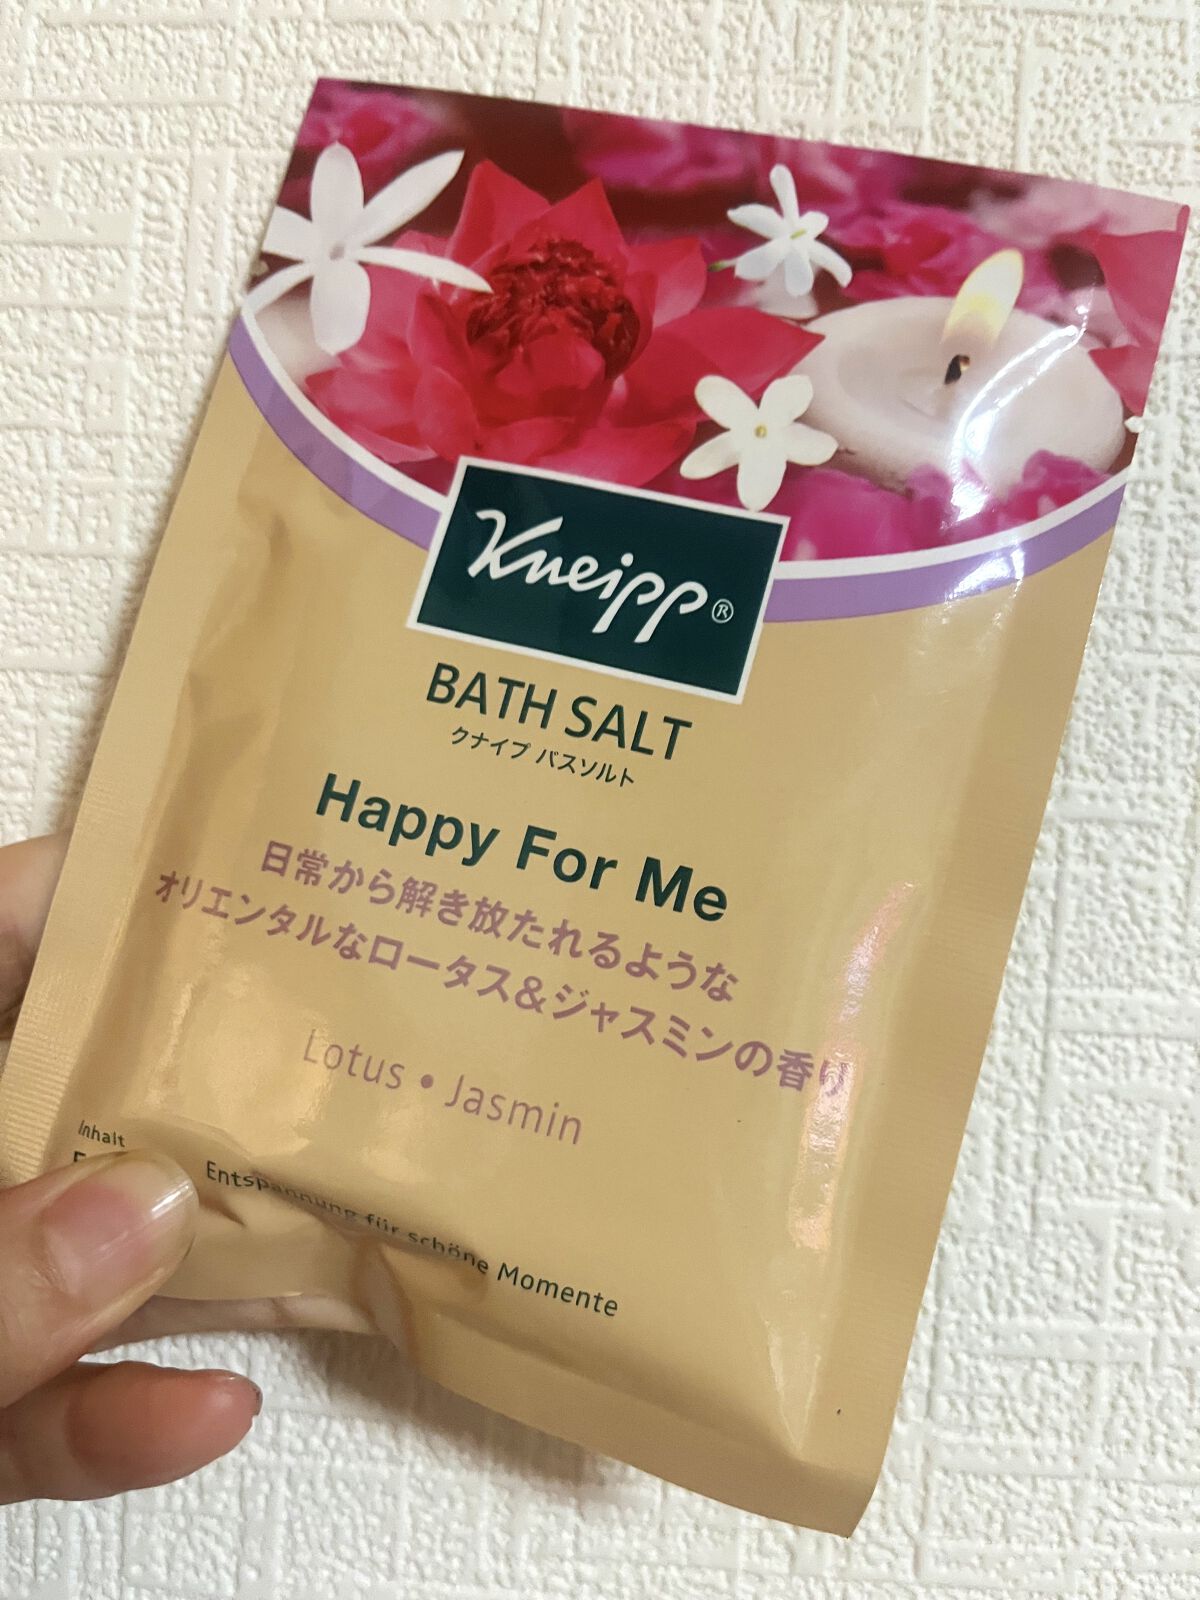 Kneipp®
BATH SALT
クナイプ バスソルト
Happy For Me
日常から解き放たれるような
オリエンタルなロータス&ジャスミンの香り
Lotus • Jasmin
Inhalt
Entspannung für schöne Momente